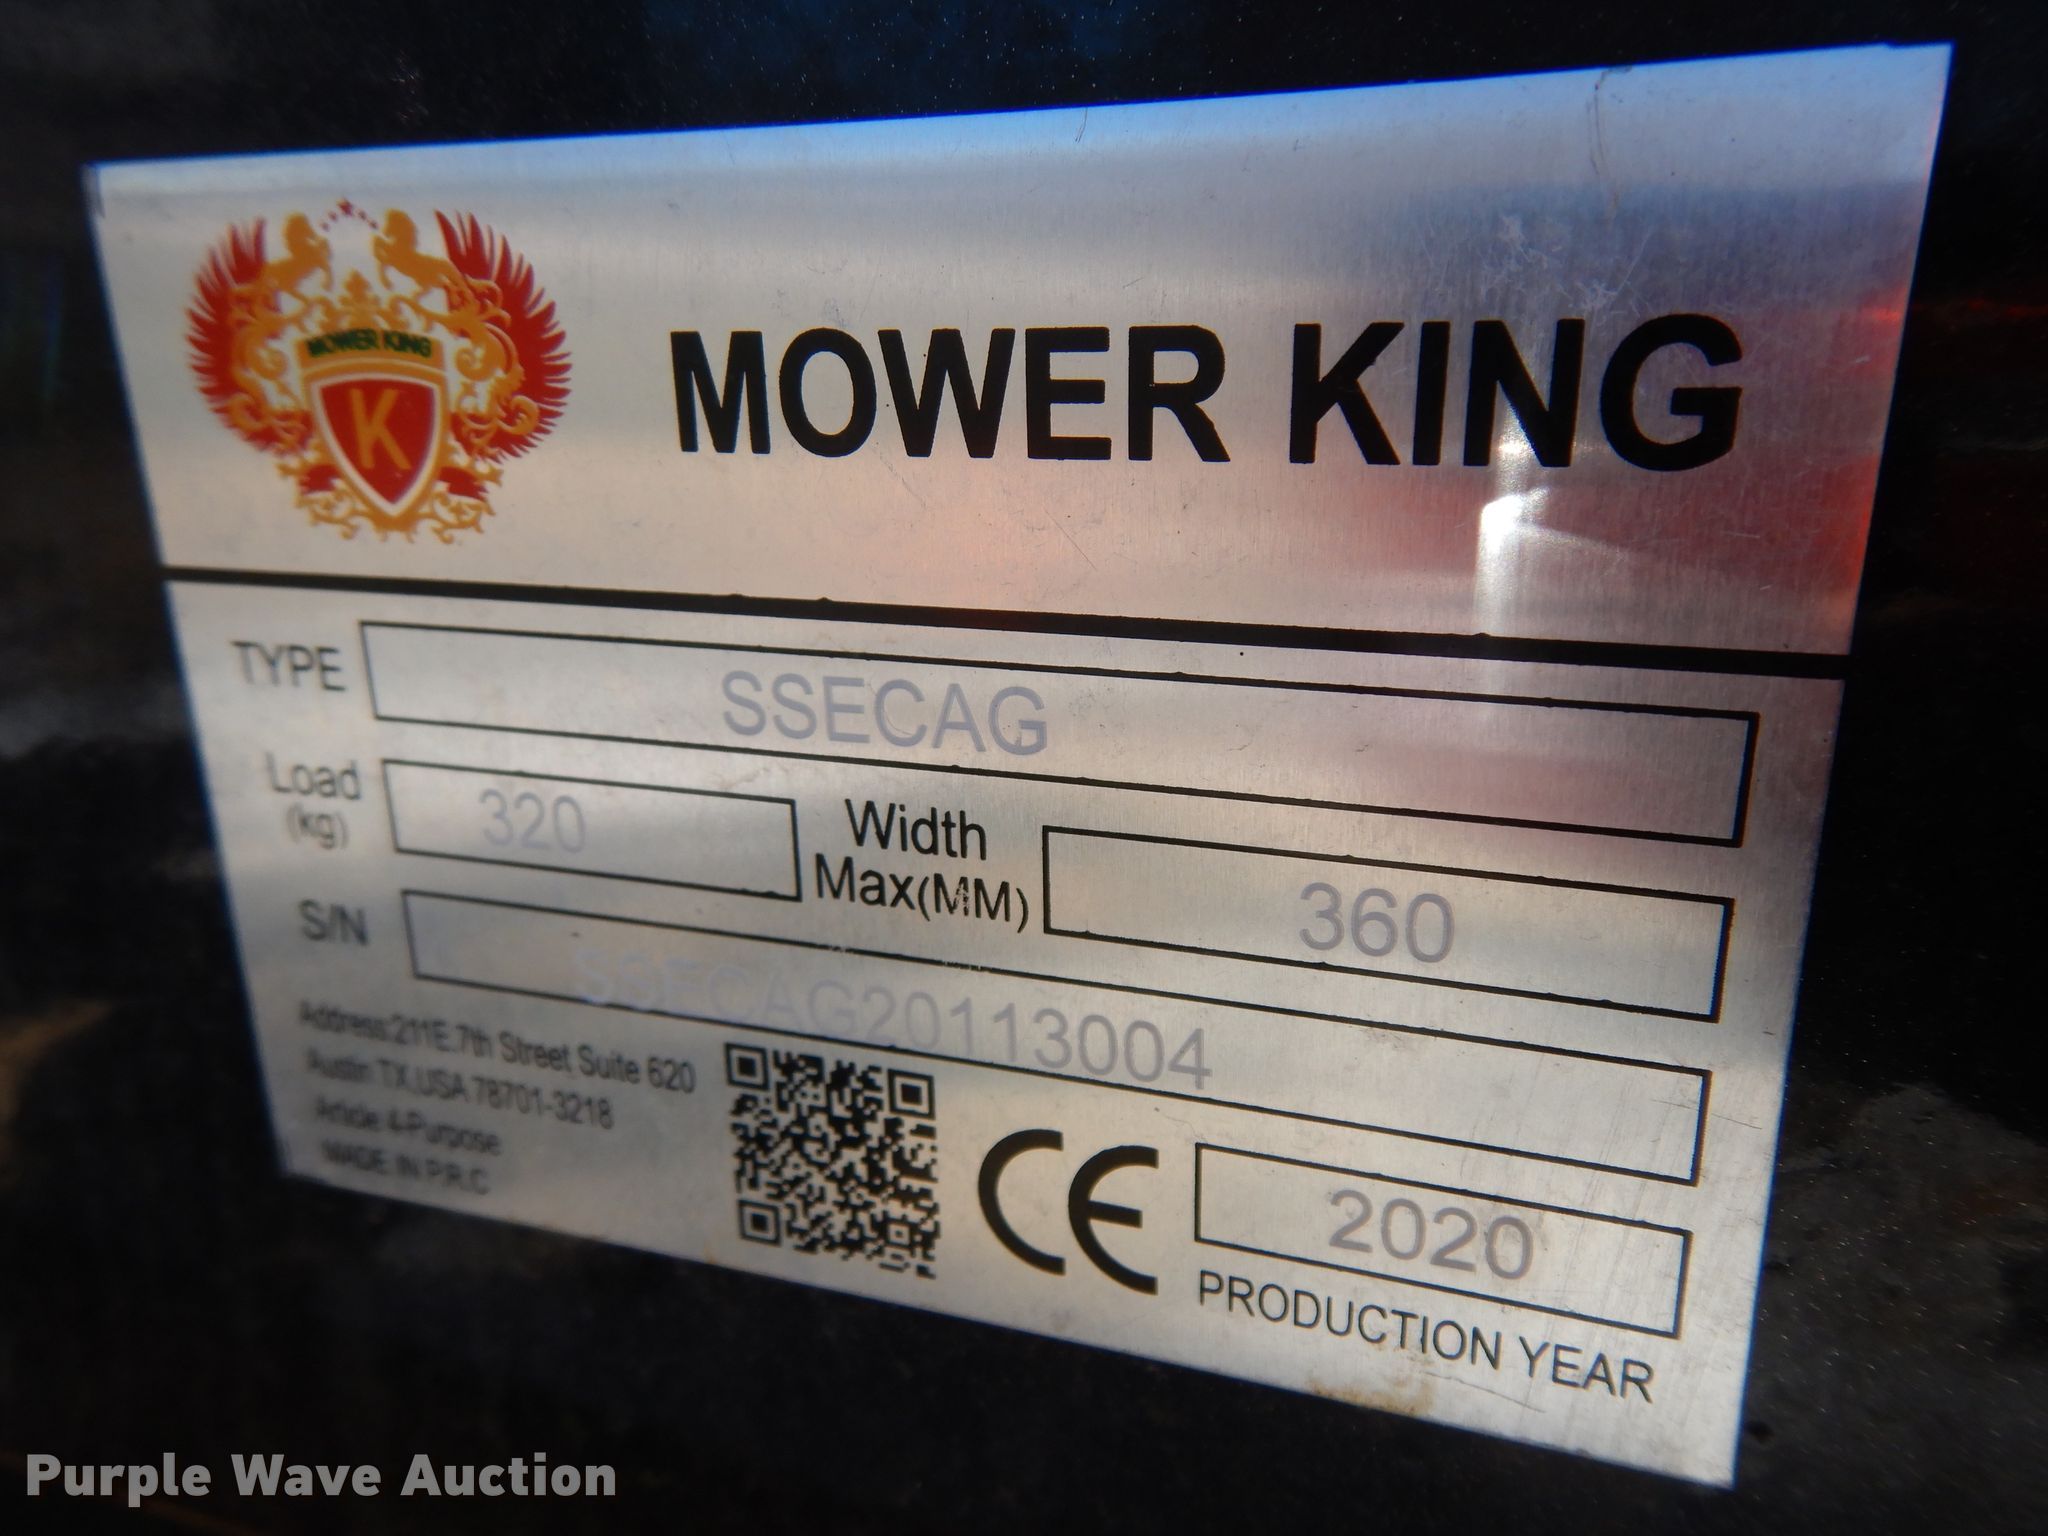 MOWER KING
K
MOWER KING
TYPE SSECAG
Load (kg) 320 Width Max(MM) 360
S/N SSECAG20113004
Address:211E.7th Street Suite 620
Austin TX.USA 78701-3218
Article 4-Purpose
MADE IN P.R.C
CE
2020
PRODUCTION YEAR
Purple Wave Auction